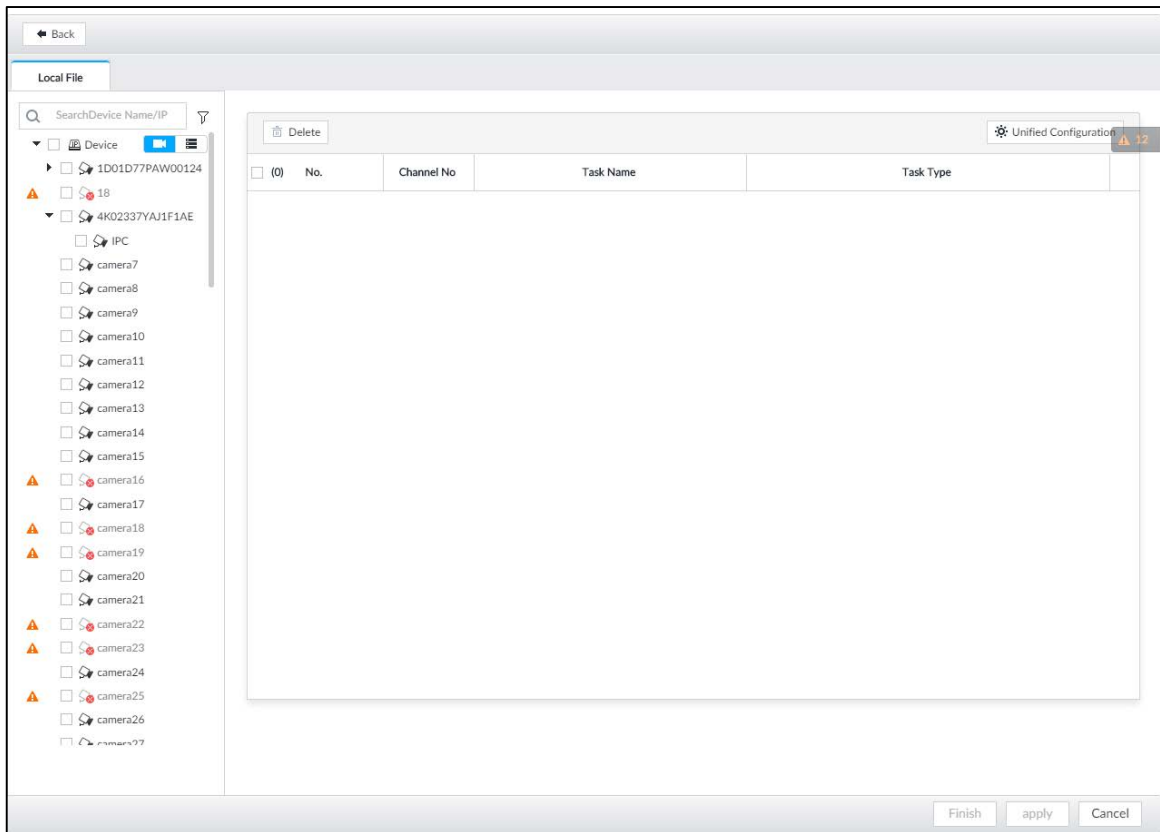 Back
Local File
SearchDevice Name/IP
Device
1D01D77PAW00124
18
4K02337YAJ1F1AE
IPC
camera7
camera8
camera9
camera10
camera11
camera12
camera13
camera14
camera15
camera16
camera17
camera18
camera19
camera20
camera21
camera22
camera23
camera24
camera25
camera26
camera27
Delete
Unified Configuration
12
(0) No. Channel No Task Name Task Type
Finish apply Cancel